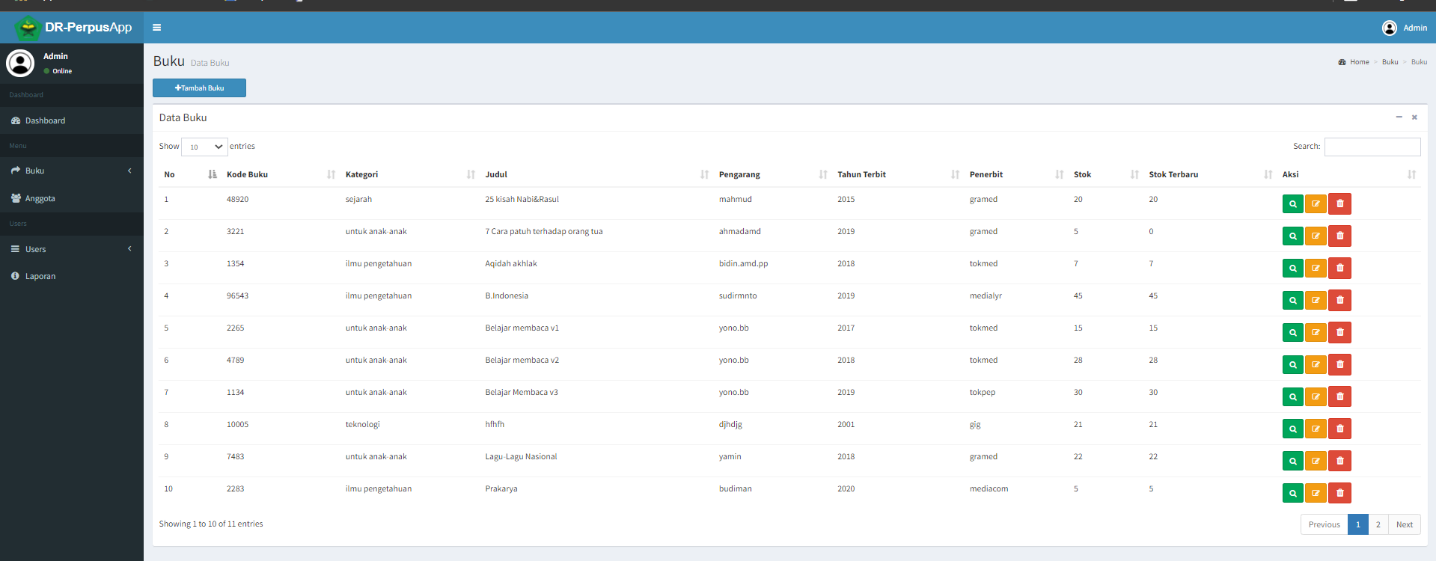 DR-PerpusApp
Admin
Admin
Online
Dashboard
Dashboard
Menu
Buku
Anggota
Users
Users
Laporan
Buku Data Buku
Home > Buku > Buku
+Tambah Buku
Data Buku
Show 10 entries
Search:
No Kode Buku Kategori Judul Pengarang Tahun Terbit Penerbit Stok Stok Terbaru Aksi
1 48920 sejarah 25 kisah Nabi&Rasul mahmud 2015 gramed 20 20
2 3221 untuk anak-anak 7 Cara patuh terhadap orang tua ahmadamd 2019 gramed 5 0
3 1354 ilmu pengetahuan Aqidah akhlak bidin.amd.pp 2018 tokmed 7 7
4 96543 ilmu pengetahuan B.Indonesia sudirmnto 2019 medialyr 45 45
5 2265 untuk anak-anak Belajar membaca v1 yono.bb 2017 tokmed 15 15
6 4789 untuk anak-anak Belajar membaca v2 yono.bb 2018 tokmed 28 28
7 1134 untuk anak-anak Belajar Membaca v3 yono.bb 2019 tokpep 30 30
8 10005 teknologi hfhfh djhdjg 2001 gig 21 21
9 7483 untuk anak-anak Lagu-Lagu Nasional yamin 2018 gramed 22 22
10 2283 ilmu pengetahuan Prakarya budiman 2020 mediacom 5 5
Showing 1 to 10 of 11 entries
Previous 1 2 Next